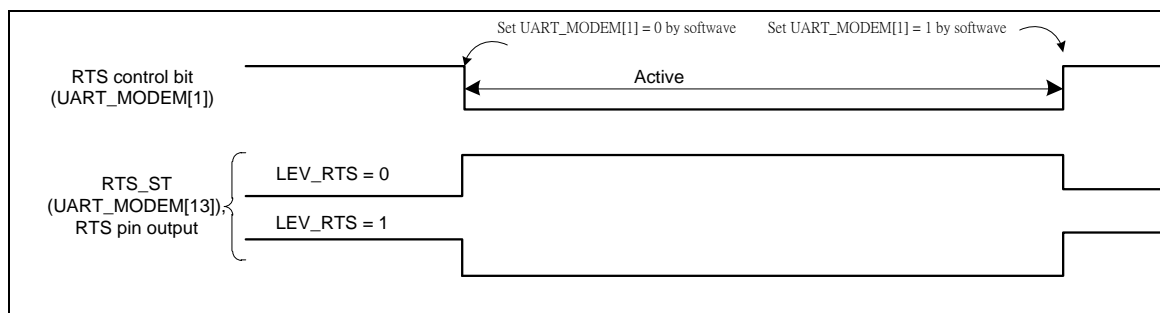 Set UART_MODEM[1] = 0 by softwave
Set UART_MODEM[1] = 1 by softwave
RTS control bit
(UART_MODEM[1])
Active
RTS_ST
(UART_MODEM[13]),
RTS pin output
LEV_RTS = 0
LEV_RTS = 1